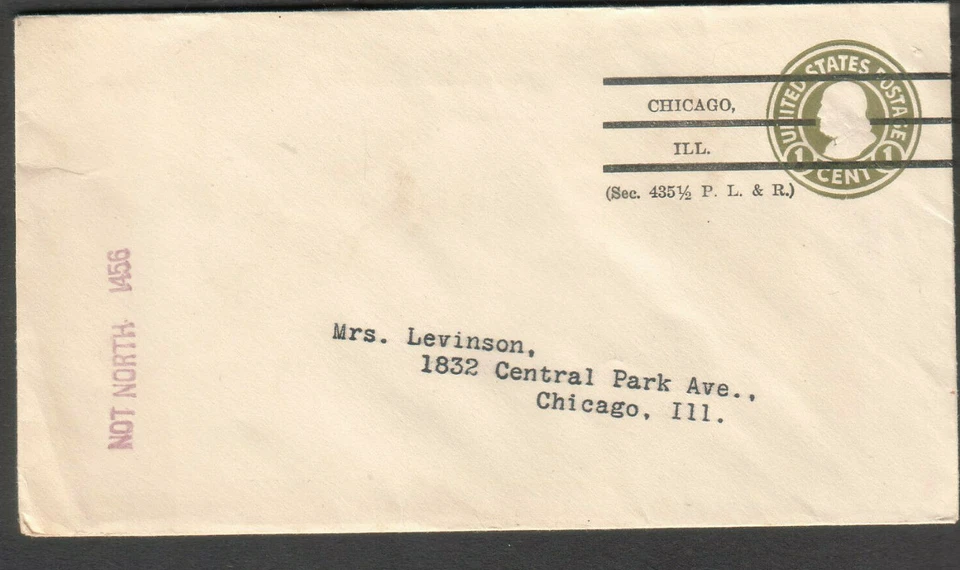 UNITED STATES POSTAGE
1 CENT 1
CHICAGO,
ILL.
(Sec. 435½ P. L. & R.)
NOT NORTH 1456
Mrs. Levinson,
1832 Central Park Ave.,
Chicago, Ill.